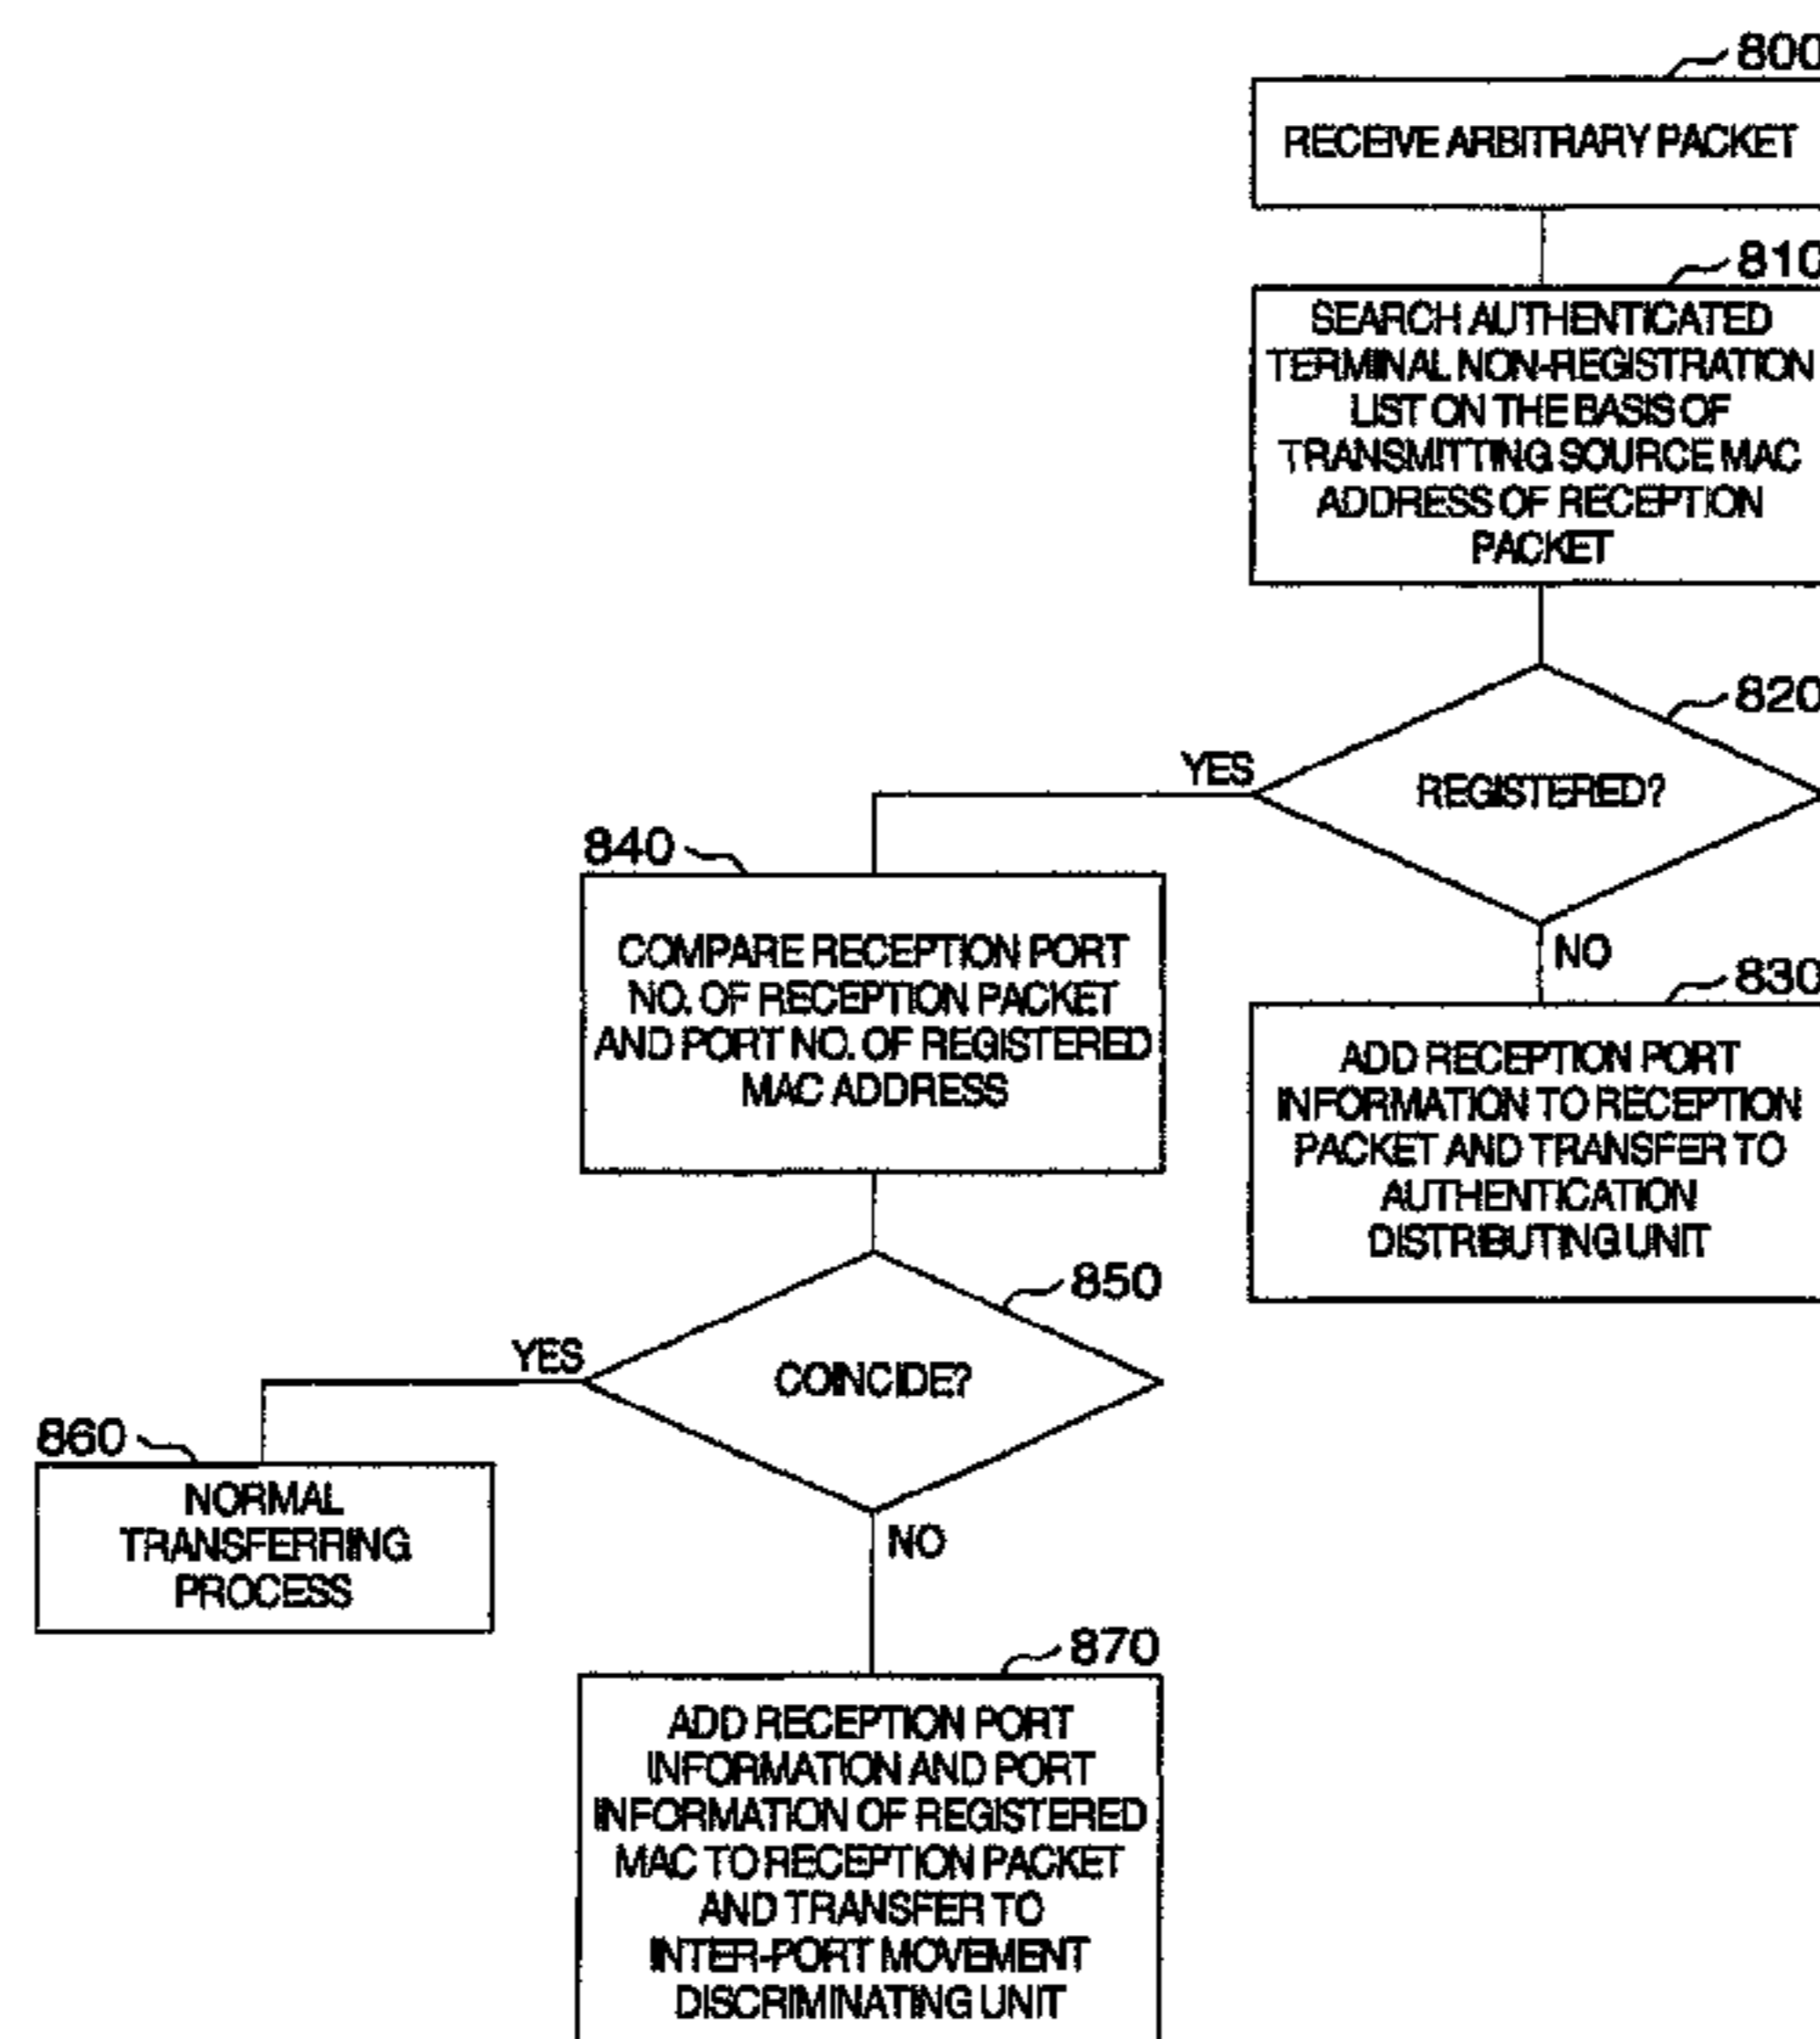 800
RECEIVE ARBITRARY PACKET
810
SEARCH AUTHENTICATED
TERMINAL NON-REGISTRATION
LIST ON THE BASIS OF
TRANSMITTING SOURCE MAC
ADDRESS OF RECEPTION
PACKET
820
YES
REGISTERED?
NO
840
COMPARE RECEPTION PORT
NO. OF RECEPTION PACKET
AND PORT NO. OF REGISTERED
MAC ADDRESS
830
ADD RECEPTION PORT
INFORMATION TO RECEPTION
PACKET AND TRANSFER TO
AUTHENTICATION
DISTRIBUTING UNIT
850
YES
COINCIDE?
NO
860
NORMAL
TRANSFERRING
PROCESS
870
ADD RECEPTION PORT
INFORMATION AND PORT
INFORMATION OF REGISTERED
MAC TO RECEPTION PACKET
AND TRANSFER TO
INTER-PORT MOVEMENT
DISCRIMINATING UNIT